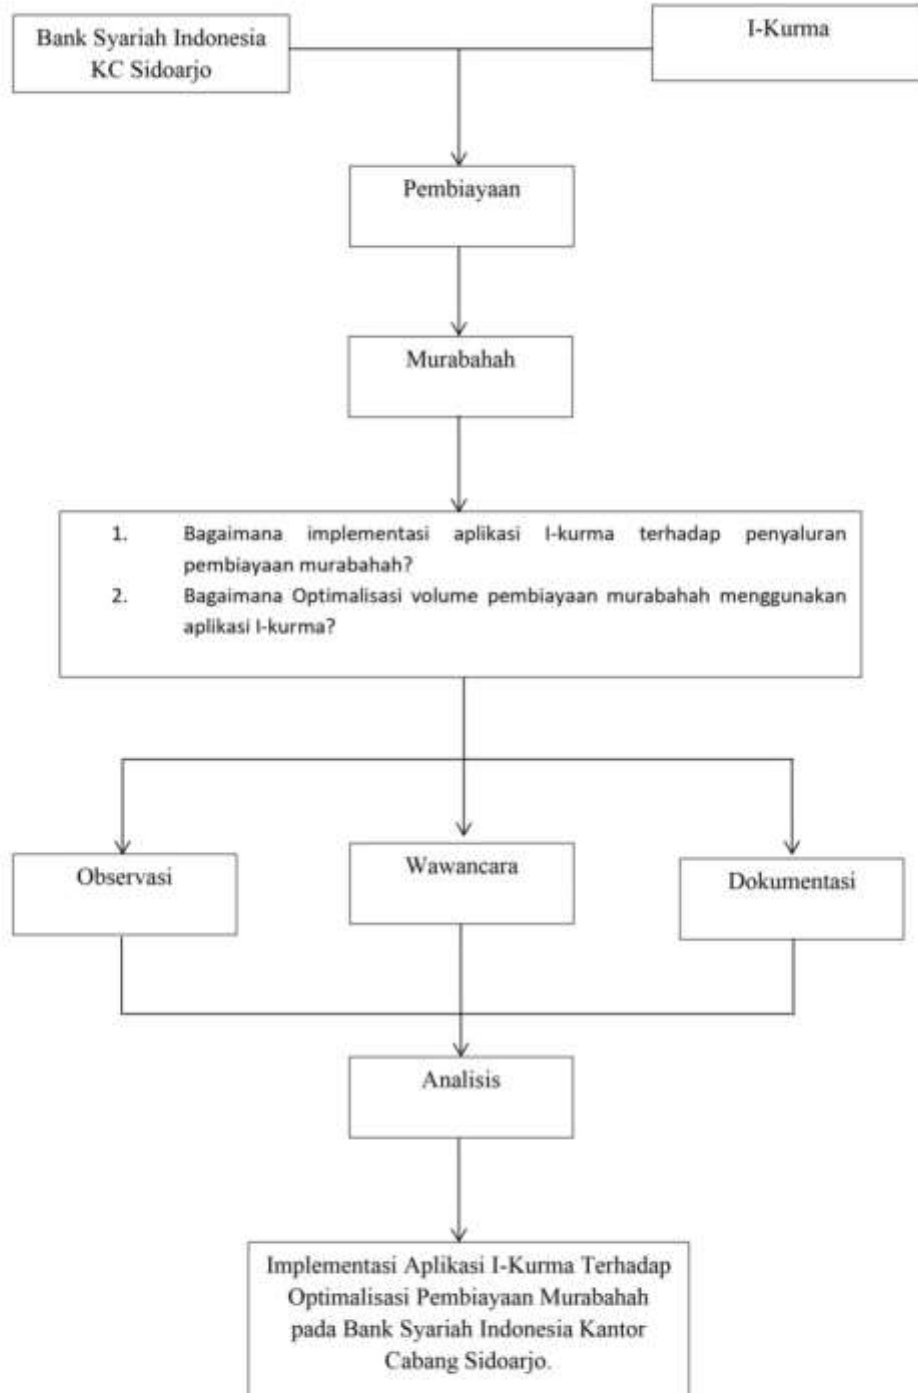 Bank Syariah Indonesia
KC Sidoarjo
I-Kurma
Pembiayaan
Murabahah
1. Bagaimana implementasi aplikasi I-kurma terhadap penyaluran
pembiayaan murabahah?
2. Bagaimana Optimalisasi volume pembiayaan murabahah menggunakan
aplikasi I-kurma?
Observasi
Wawancara
Dokumentasi
Analisis
Implementasi Aplikasi I-Kurma Terhadap
Optimalisasi Pembiayaan Murabahah
pada Bank Syariah Indonesia Kantor
Cabang Sidoarjo.